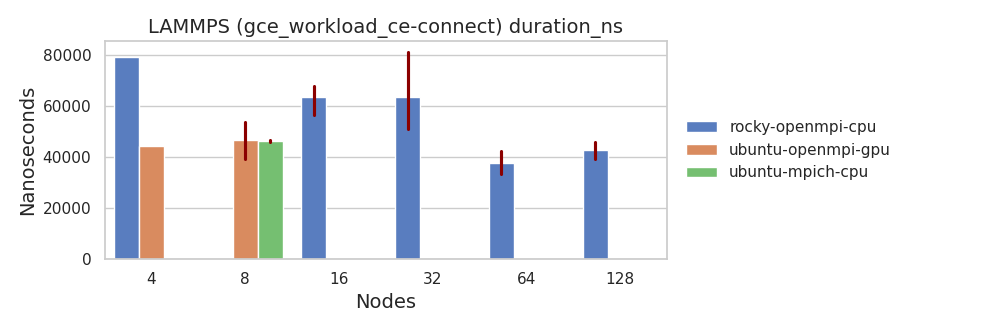 LAMMPS (gce_workload_ce-connect) duration_ns
Nanoseconds
80000
60000
40000
20000
0
4
8
16
32
64
128
Nodes
rocky-openmpi-cpu
ubuntu-openmpi-gpu
ubuntu-mpich-cpu